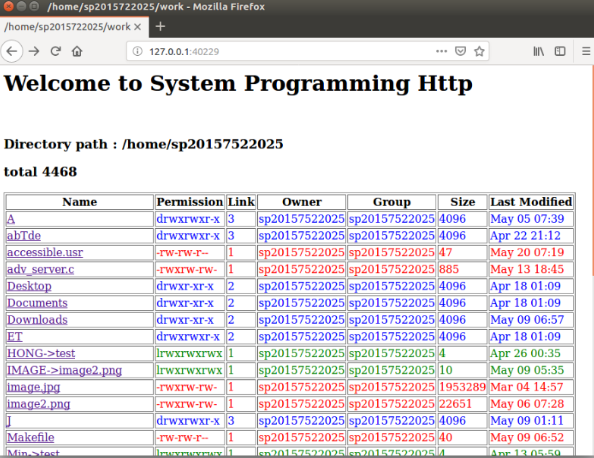 /home/sp2015722025/work - Mozilla Firefox
/home/sp2015722025/work
127.0.0.1:40229
Welcome to System Programming Http
Directory path : /home/sp20157522025
total 4468
Name Permission Link Owner Group Size Last Modified
A drwxrwxr-x 3 sp20157522025 sp20157522025 4096 May 05 07:39
abTde drwxrwxr-x 3 sp20157522025 sp20157522025 4096 Apr 22 21:12
accessible.usr -rw-rw-r-- 1 sp20157522025 sp20157522025 47 May 20 07:19
adv_server.c -rwxrw-rw- 1 sp20157522025 sp20157522025 885 May 13 18:45
Desktop drwxr-xr-x 2 sp20157522025 sp20157522025 4096 Apr 18 01:09
Documents drwxr-xr-x 2 sp20157522025 sp20157522025 4096 Apr 18 01:09
Downloads drwxr-xr-x 2 sp20157522025 sp20157522025 4096 May 09 06:57
ET drwxrwxr-x 2 sp20157522025 sp20157522025 4096 Apr 18 01:09
HONG->test lrwxrwxrwx 1 sp20157522025 sp20157522025 4 Apr 26 00:35
IMAGE->image2.png lrwxrwxrwx 1 sp20157522025 sp20157522025 10 May 09 05:35
image.jpg -rwxrw-rw- 1 sp20157522025 sp20157522025 1953289 Mar 04 14:57
image2.png -rwxrw-rw- 1 sp20157522025 sp20157522025 22651 May 06 07:28
J drwxrwxr-x 3 sp20157522025 sp20157522025 4096 May 09 01:11
Makefile -rw-rw-r-- 1 sp20157522025 sp20157522025 40 May 09 06:52
Min->test lrwxrwxrwx 1 sp20157522025 sp20157522025 4 Apr 13 05:59